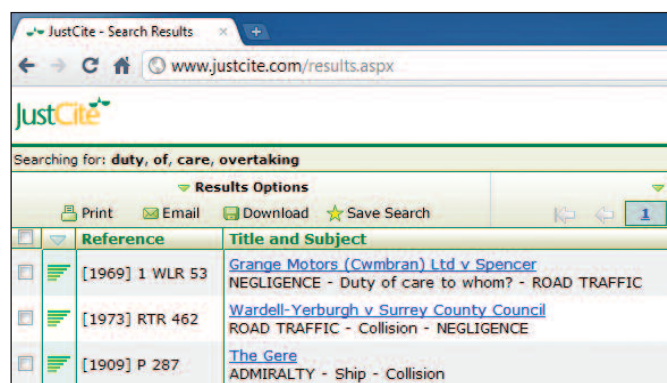 JustCite - Search Results
www.justcite.com/results.aspx
JustCite
Searching for: duty, of, care, overtaking
Results Options
Print Email Download Save Search 1
Reference Title and Subject
[1969] 1 WLR 53 Grange Motors (Cwmbran) Ltd v Spencer
NEGLIGENCE - Duty of care to whom? - ROAD TRAFFIC
[1973] RTR 462 Wardell-Yerburgh v Surrey County Council
ROAD TRAFFIC - Collision - NEGLIGENCE
[1909] P 287 The Gere
ADMIRALTY - Ship - Collision